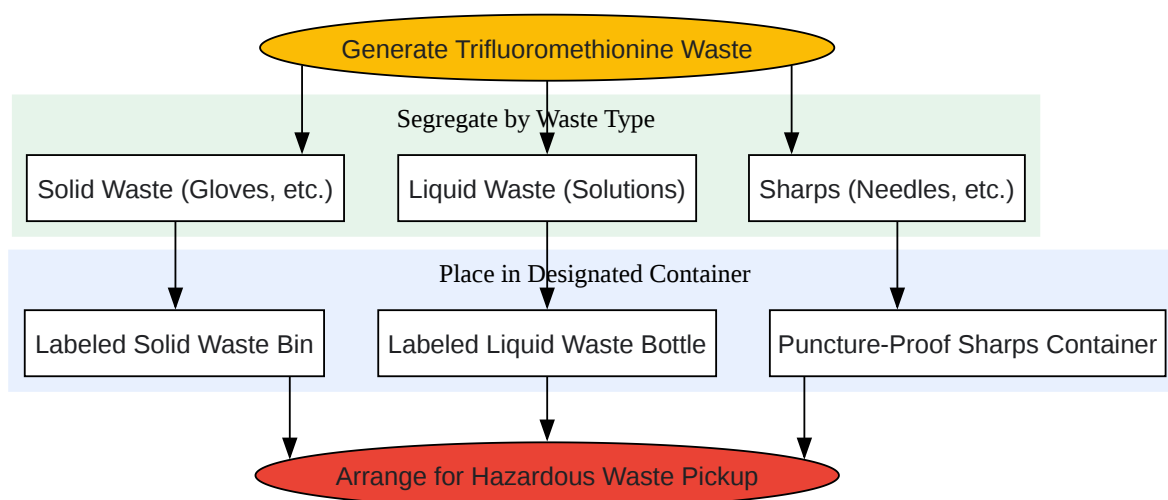 Generate Trifluoromethionine Waste
Segregate by Waste Type
Solid Waste (Gloves, etc.)
Liquid Waste (Solutions)
Sharps (Needles, etc.)
Place in Designated Container
Labeled Solid Waste Bin
Labeled Liquid Waste Bottle
Puncture-Proof Sharps Container
Arrange for Hazardous Waste Pickup